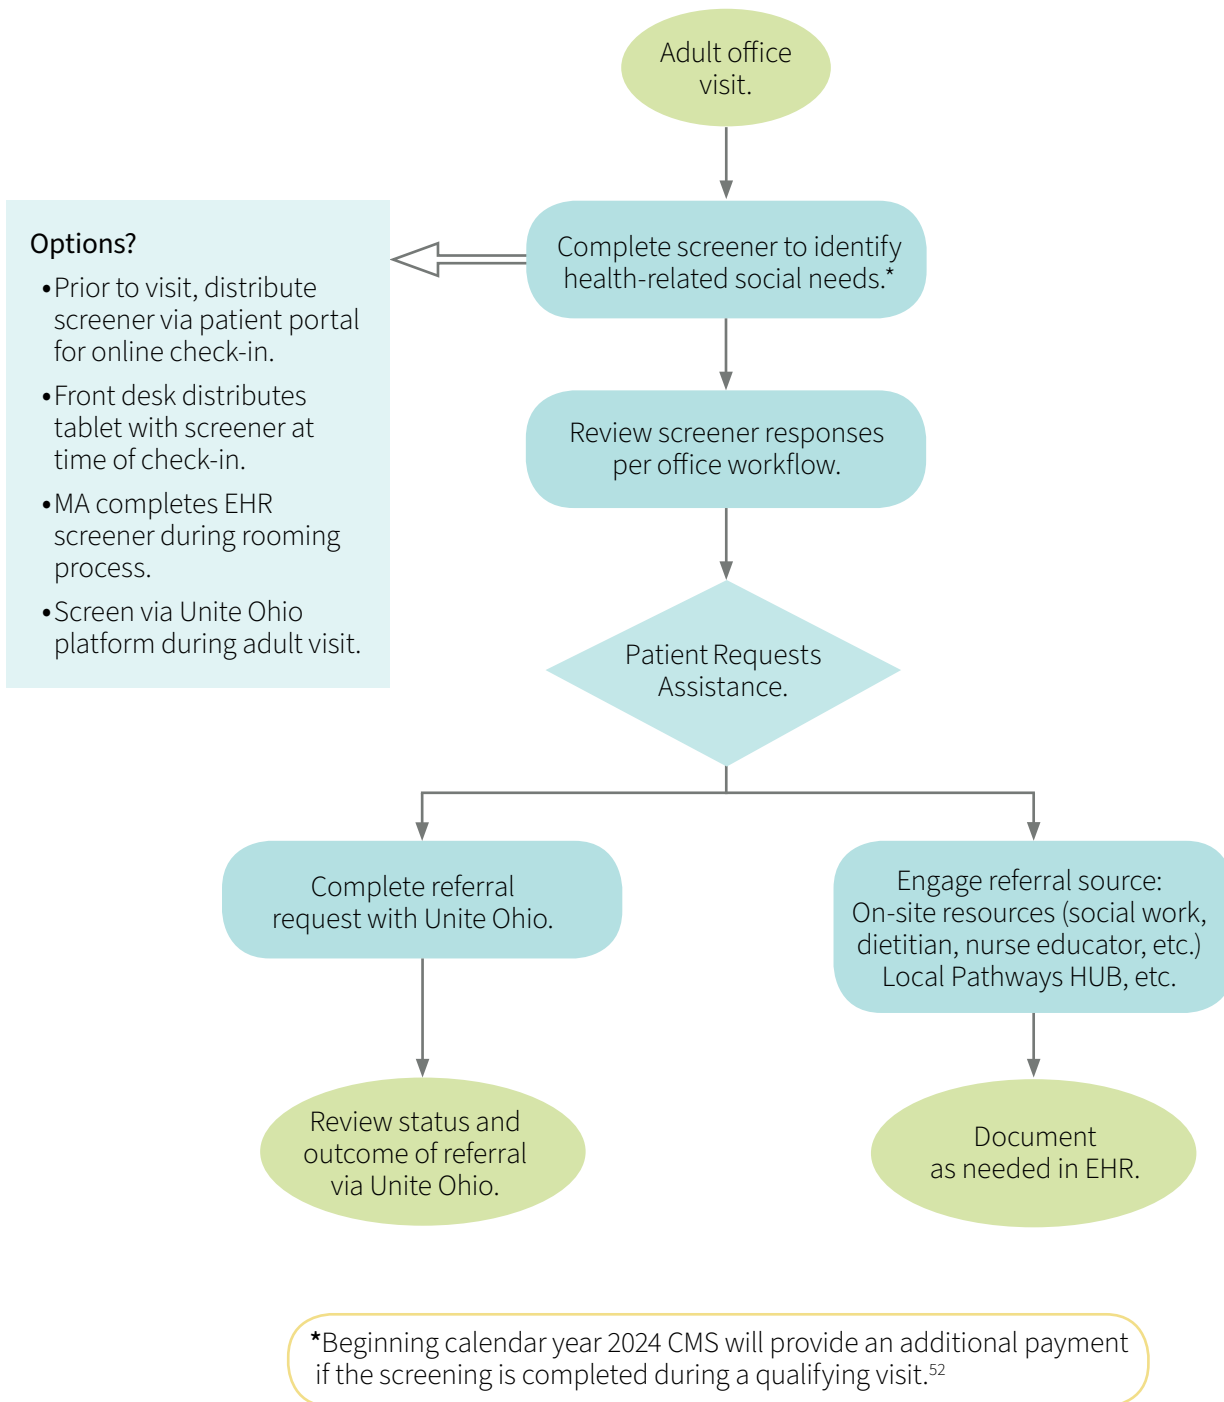 Adult office
visit.
Complete screener to identify
health-related social needs.*
Options?
•Prior to visit, distribute
screener via patient portal
for online check-in.
•Front desk distributes
tablet with screener at
time of check-in.
•MA completes EHR
screener during rooming
process.
•Screen via Unite Ohio
platform during adult visit.
Review screener responses
per office workflow.
Patient Requests
Assistance.
Complete referral
request with Unite Ohio.
Engage referral source:
On-site resources (social work,
dietitian, nurse educator, etc.)
Local Pathways HUB, etc.
Review status and
outcome of referral
via Unite Ohio.
Document
as needed in EHR.
*Beginning calendar year 2024 CMS will provide an additional payment
if the screening is completed during a qualifying visit.52